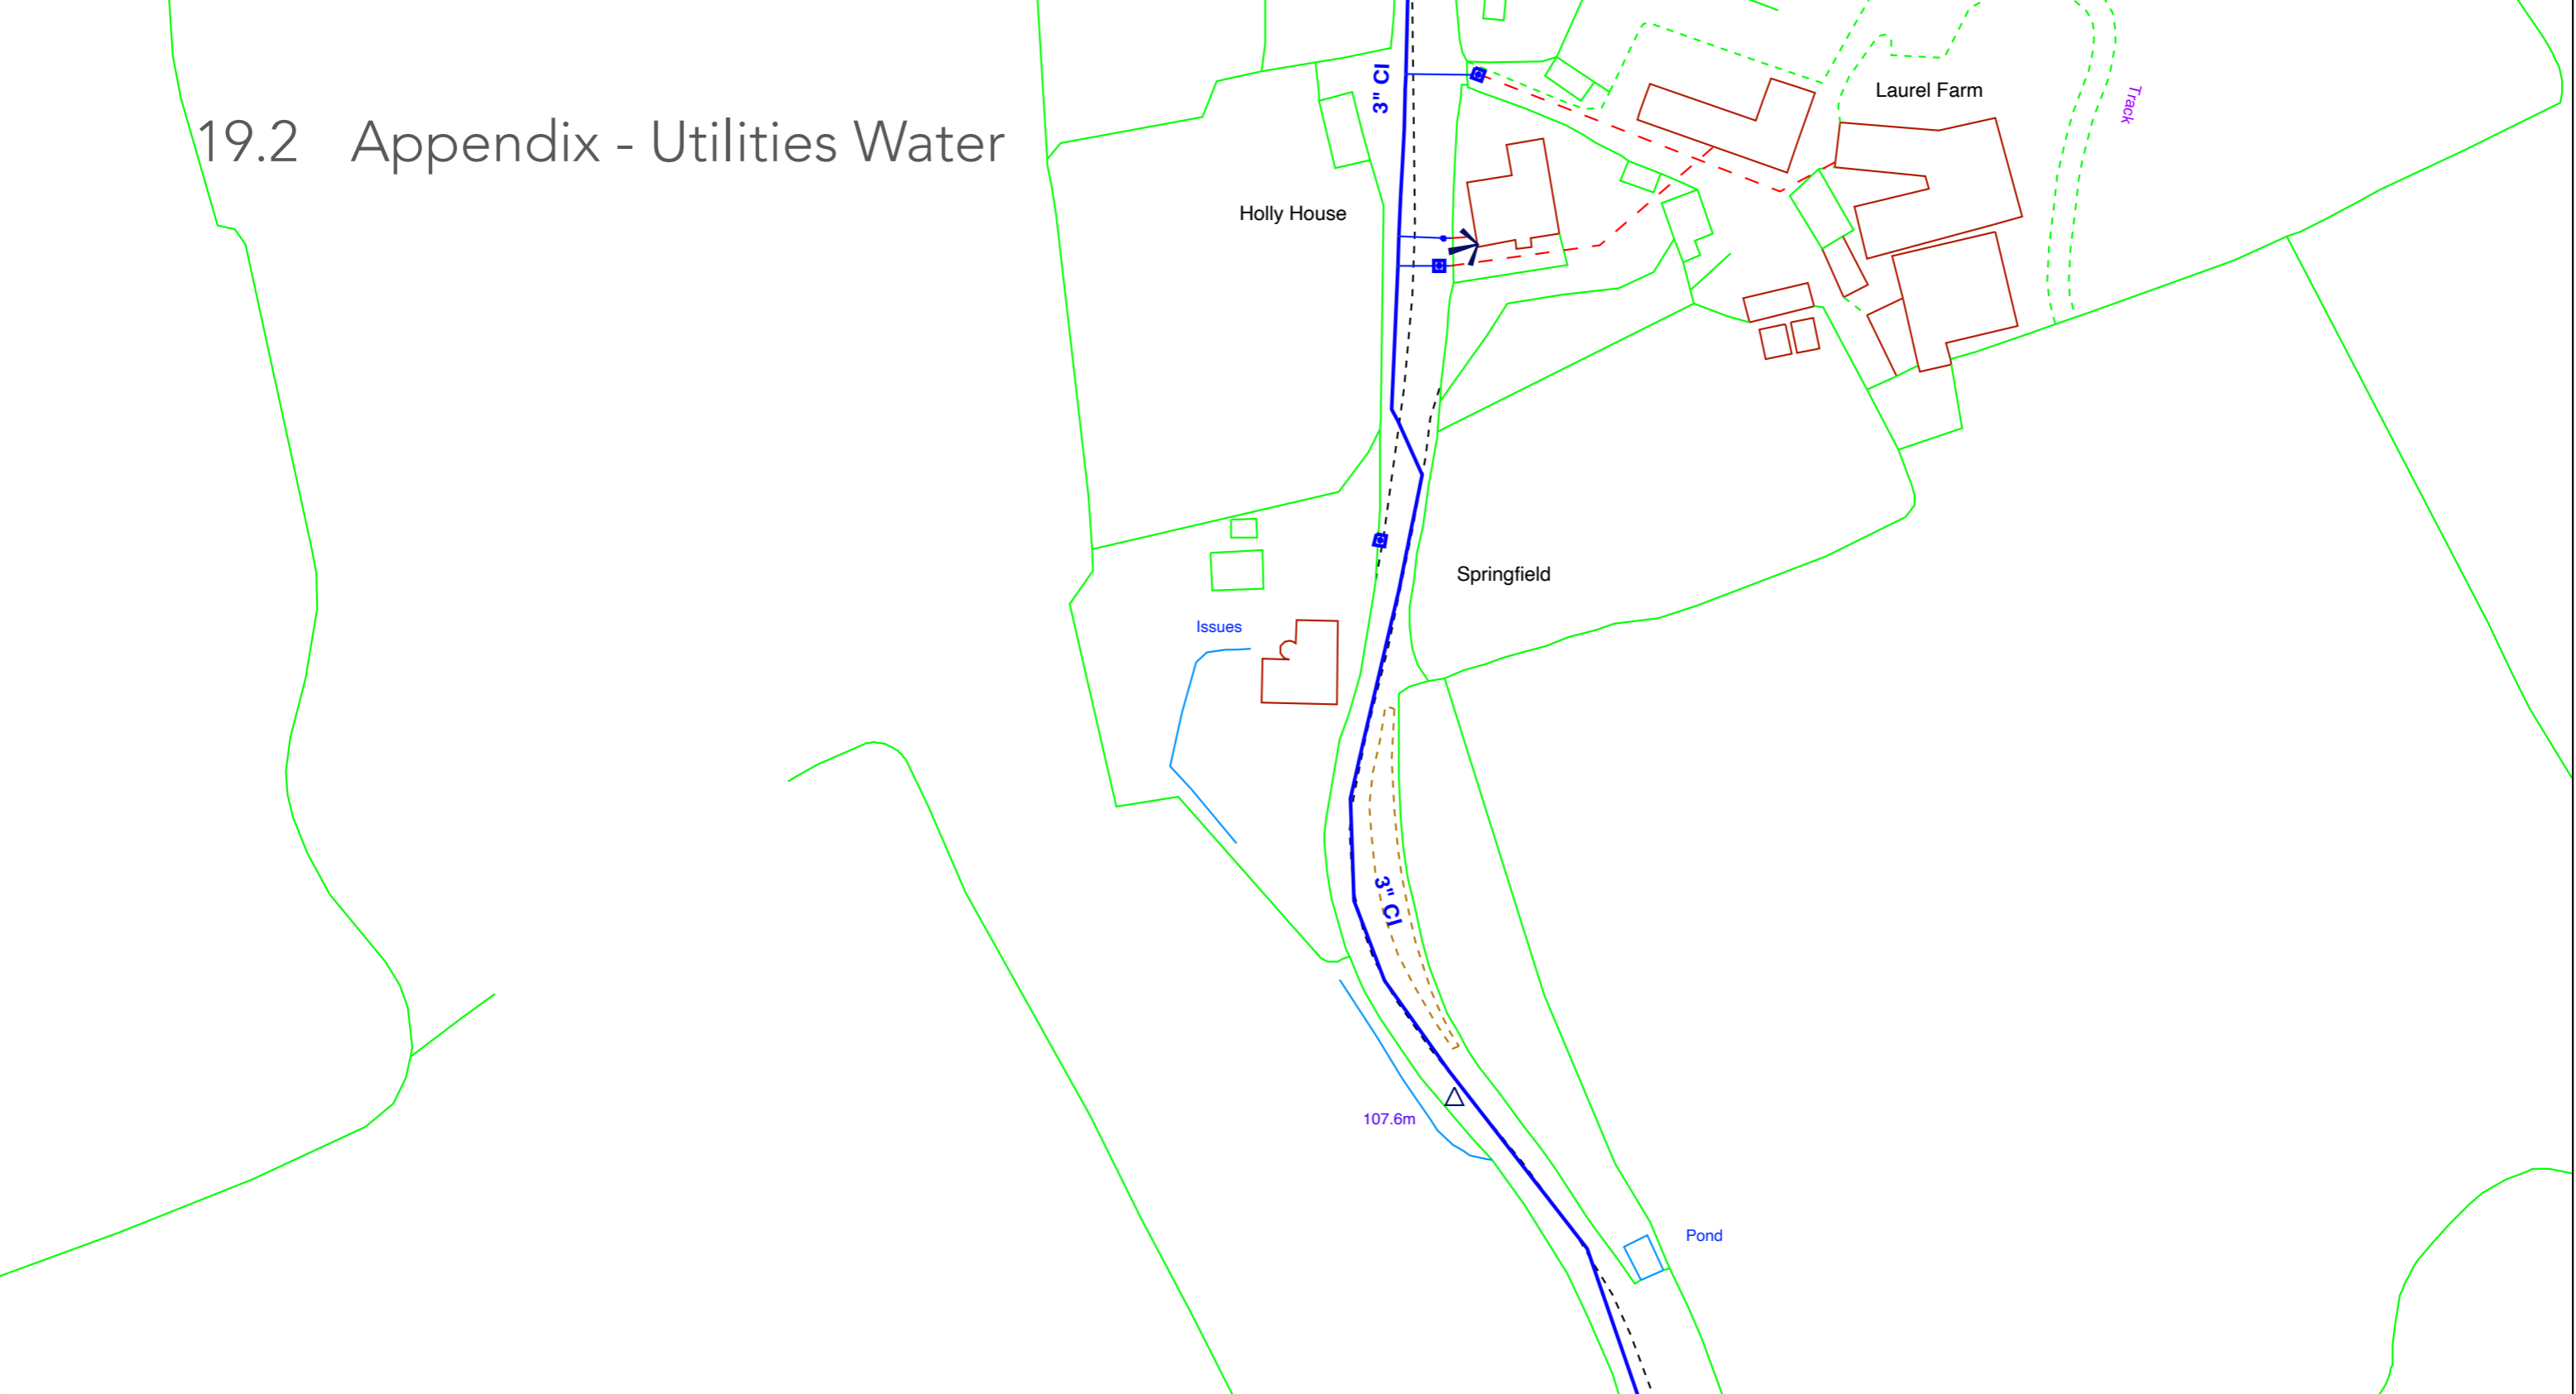 19.2 Appendix - Utilities Water
3" CI
Laurel Farm
Track
Holly House
Springfield
Issues
3" CI
107.6m
Pond